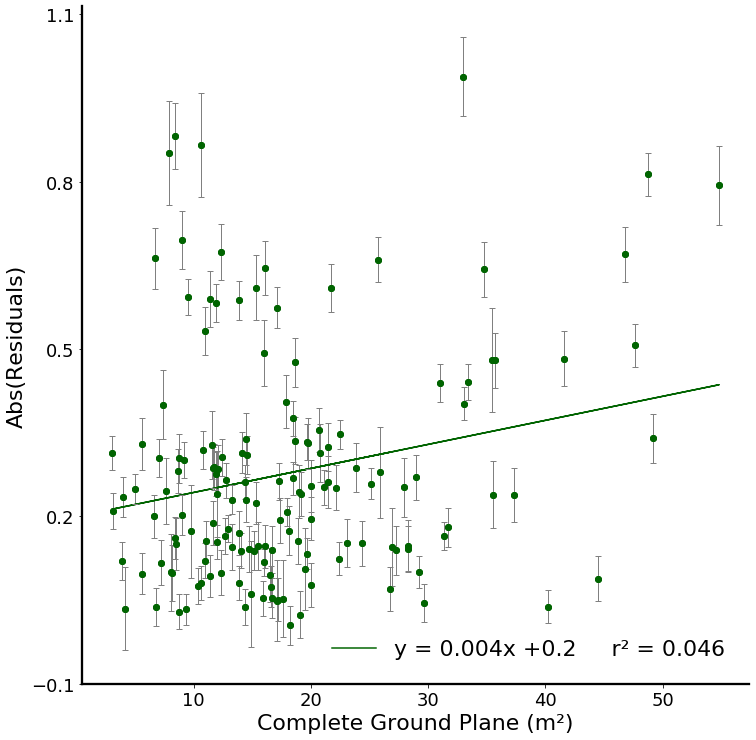 1.1
0.8
0.5
0.2
−0.1
Abs(Residuals)
y = 0.004x +0.2 r² = 0.046
10 20 30 40 50
Complete Ground Plane (m²)